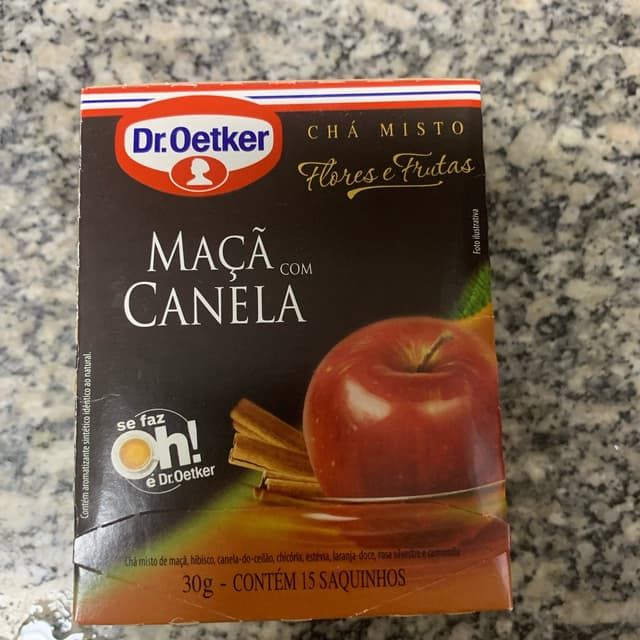 Dr.Oetker
CHÁ MISTO
Flores e Frutas
Foto ilustrativa
MAÇÃ COM
CANELA
Contém aromatizante sintético idêntico ao natural.
se faz
Oh!
é Dr.Oetker
Chá misto de maçã, hibisco, canela-do-ceilão, chicória, estévia, laranja-doce, rosa silvestre e camomila
30g - CONTÉM 15 SAQUINHOS